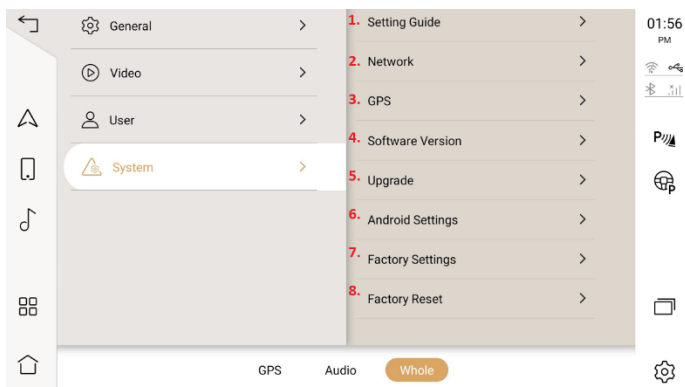 General
Video
User
System
1. Setting Guide
2. Network
3. GPS
4. Software Version
5. Upgrade
6. Android Settings
7. Factory Settings
8. Factory Reset
GPS Audio Whole
01:56
PM
P
P